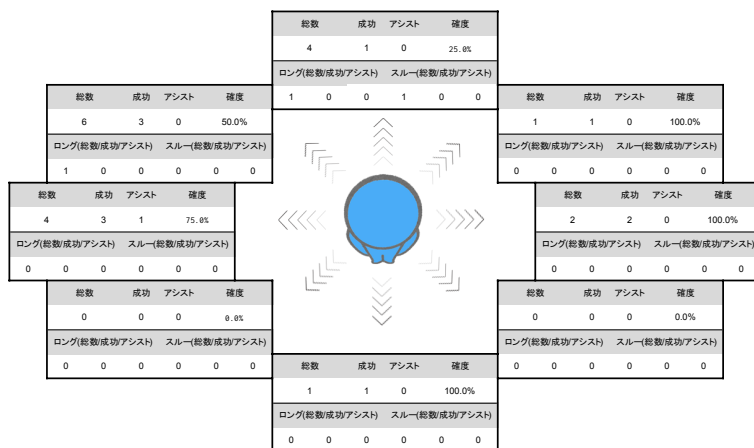 総数 成功 アシスト 確度
4 1 0 25.0%
ロング(総数/成功/アシスト) スルー(総数/成功/アシスト)
1 0 0 1 0 0
総数 成功 アシスト 確度
6 3 0 50.0%
ロング(総数/成功/アシスト) スルー(総数/成功/アシスト)
1 0 0 0 0 0
総数 成功 アシスト 確度
1 1 0 100.0%
ロング(総数/成功/アシスト) スルー(総数/成功/アシスト)
0 0 0 0 0 0
総数 成功 アシスト 確度
4 3 1 75.0%
ロング(総数/成功/アシスト) スルー(総数/成功/アシスト)
0 0 0 0 0 0
総数 成功 アシスト 確度
2 2 0 100.0%
ロング(総数/成功/アシスト) スルー(総数/成功/アシスト)
0 0 0 0 0 0
総数 成功 アシスト 確度
0 0 0 0.0%
ロング(総数/成功/アシスト) スルー(総数/成功/アシスト)
0 0 0 0 0 0
総数 成功 アシスト 確度
0 0 0 0.0%
ロング(総数/成功/アシスト) スルー(総数/成功/アシスト)
0 0 0 0 0 0
総数 成功 アシスト 確度
1 1 0 100.0%
ロング(総数/成功/アシスト) スルー(総数/成功/アシスト)
0 0 0 0 0 0